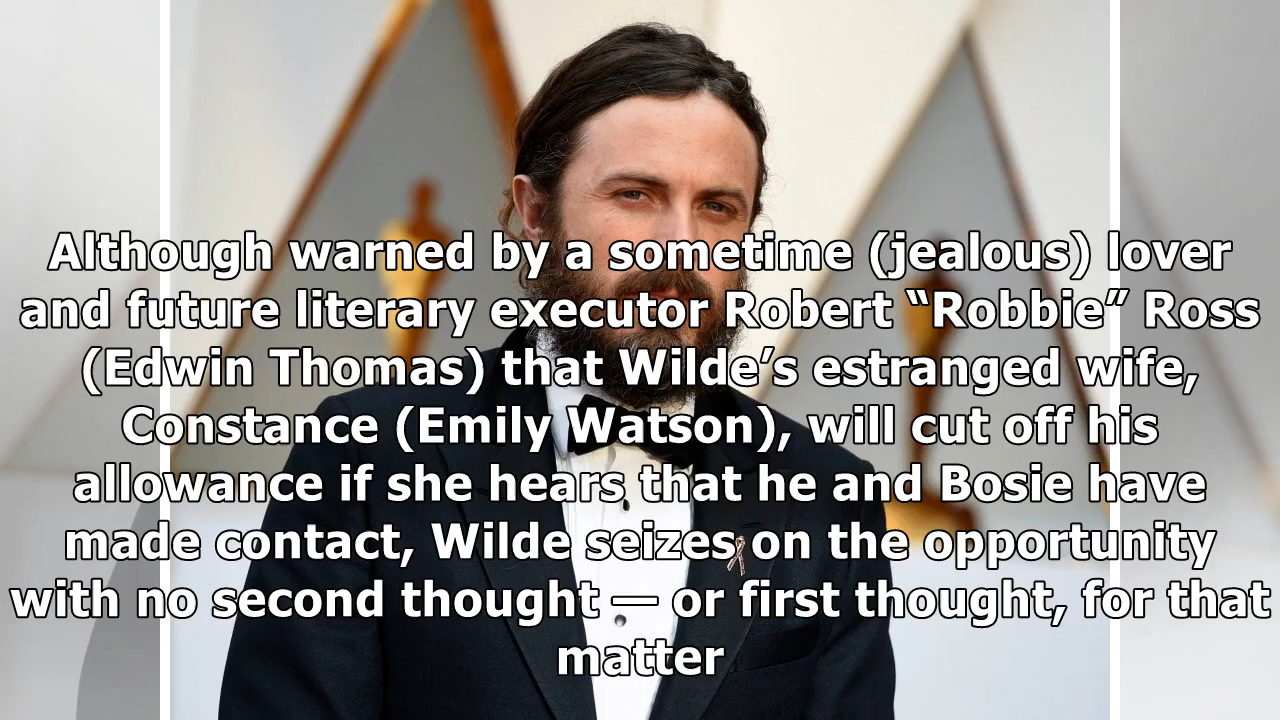 Although warned by a sometime (jealous) lover
and future literary executor Robert “Robbie” Ross
(Edwin Thomas) that Wilde’s estranged wife,
Constance (Emily Watson), will cut off his
allowance if she hears that he and Bosie have
made contact, Wilde seizes on the opportunity
with no second thought — or first thought, for that
matter